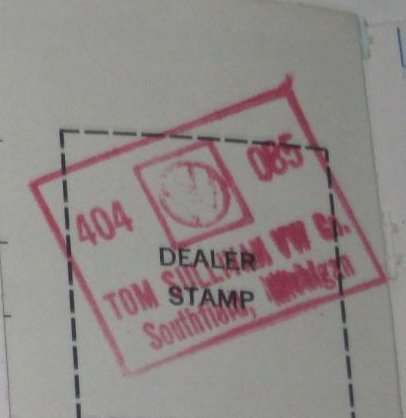 404 085
DEALER
STAMP
TOM SULLIVAN VW Co.
Southfield, Michigan